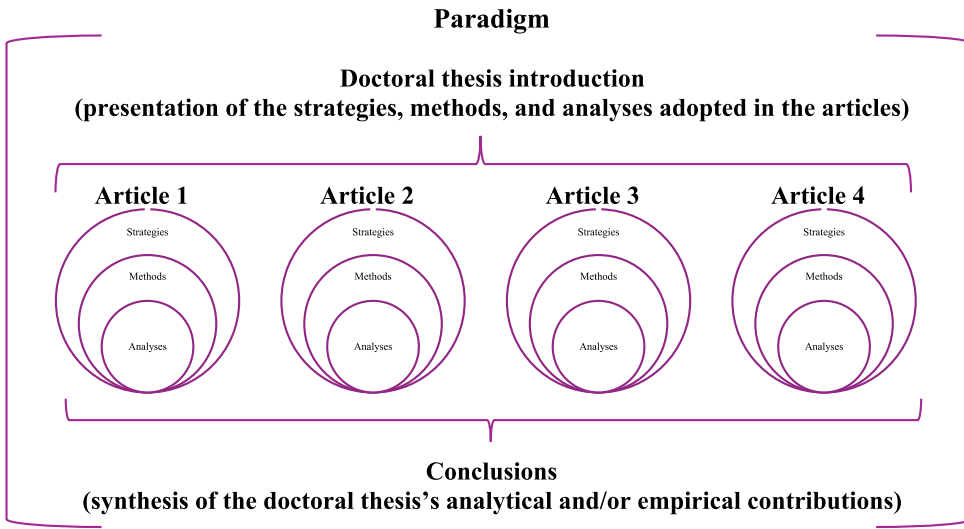 Paradigm
Doctoral thesis introduction
(presentation of the strategies, methods, and analyses adopted in the articles)
Article 1
Article 2
Article 3
Article 4
Strategies
Strategies
Strategies
Strategies
Methods
Methods
Methods
Methods
Analyses
Analyses
Analyses
Analyses
Conclusions
(synthesis of the doctoral thesis’s analytical and/or empirical contributions)